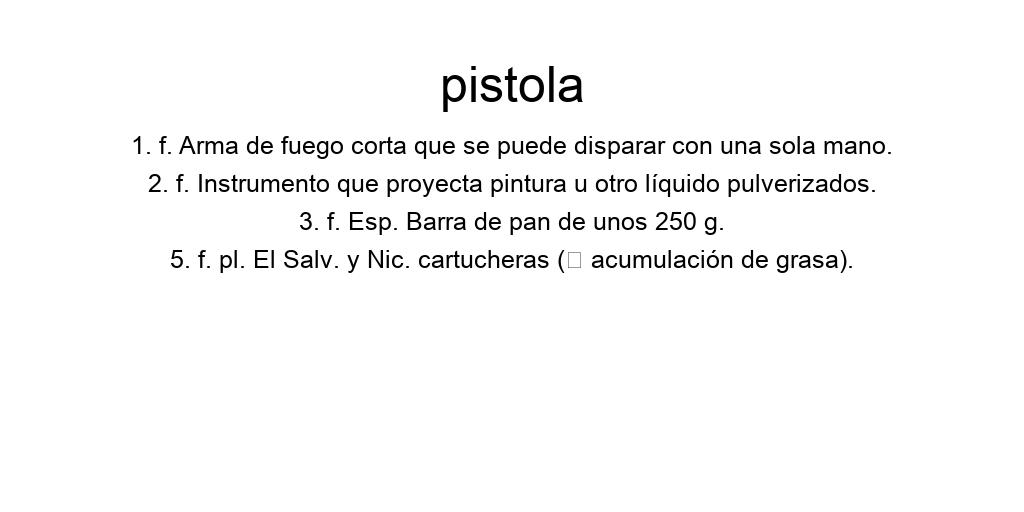 pistola
1. f. Arma de fuego corta que se puede disparar con una sola mano.
2. f. Instrumento que proyecta pintura u otro líquido pulverizados.
3. f. Esp. Barra de pan de unos 250 g.
5. f. pl. El Salv. y Nic. cartucheras (□ acumulación de grasa).